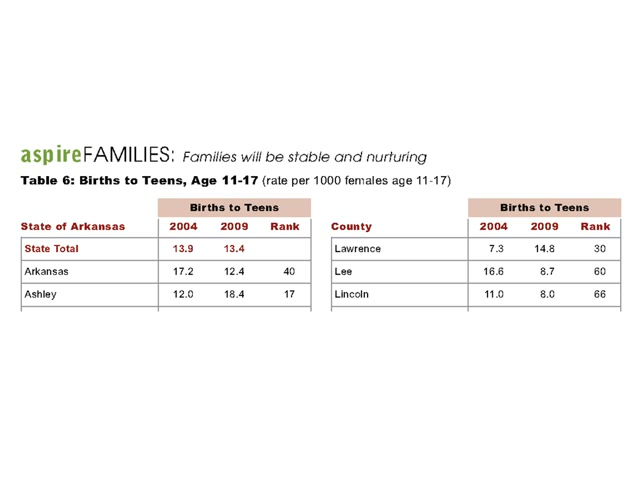 aspireFAMILIES: Families will be stable and nurturing
Table 6: Births to Teens, Age 11-17 (rate per 1000 females age 11-17)
Births to Teens
State of Arkansas 2004 2009 Rank
State Total 13.9 13.4
Arkansas 17.2 12.4 40
Ashley 12.0 18.4 17
Births to Teens
County 2004 2009 Rank
Lawrence 7.3 14.8 30
Lee 16.6 8.7 60
Lincoln 11.0 8.0 66